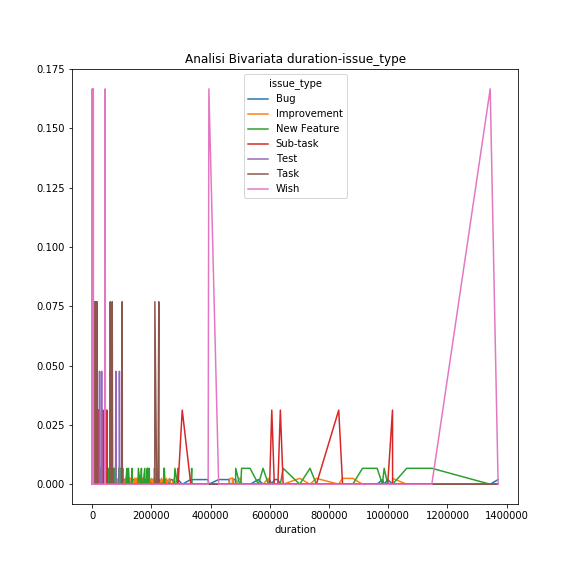 Analisi Bivariata duration-issue_type
issue_type
Bug
Improvement
New Feature
Sub-task
Test
Task
Wish
0.175
0.150
0.125
0.100
0.075
0.050
0.025
0.000
0
200000
400000
600000
800000
1000000
1200000
1400000
duration